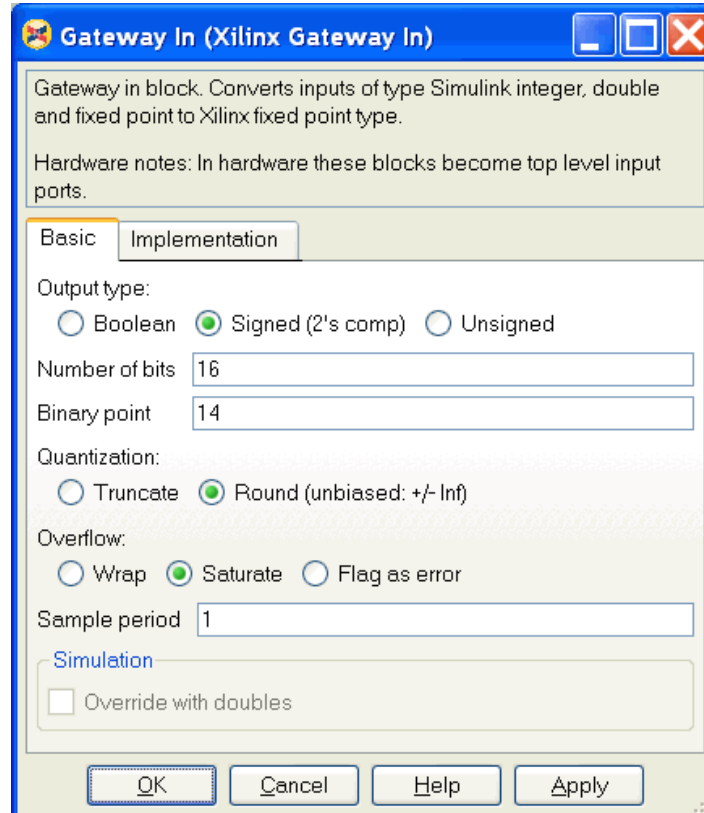 Gateway In (Xilinx Gateway In)
Gateway in block. Converts inputs of type Simulink integer, double
and fixed point to Xilinx fixed point type.
Hardware notes: In hardware these blocks become top level input
ports.
Basic Implementation
Output type:
Boolean Signed (2's comp) Unsigned
Number of bits 16
Binary point 14
Quantization:
Truncate Round (unbiased: +/- Inf)
Overflow:
Wrap Saturate Flag as error
Sample period 1
Simulation
Override with doubles
OK Cancel Help Apply